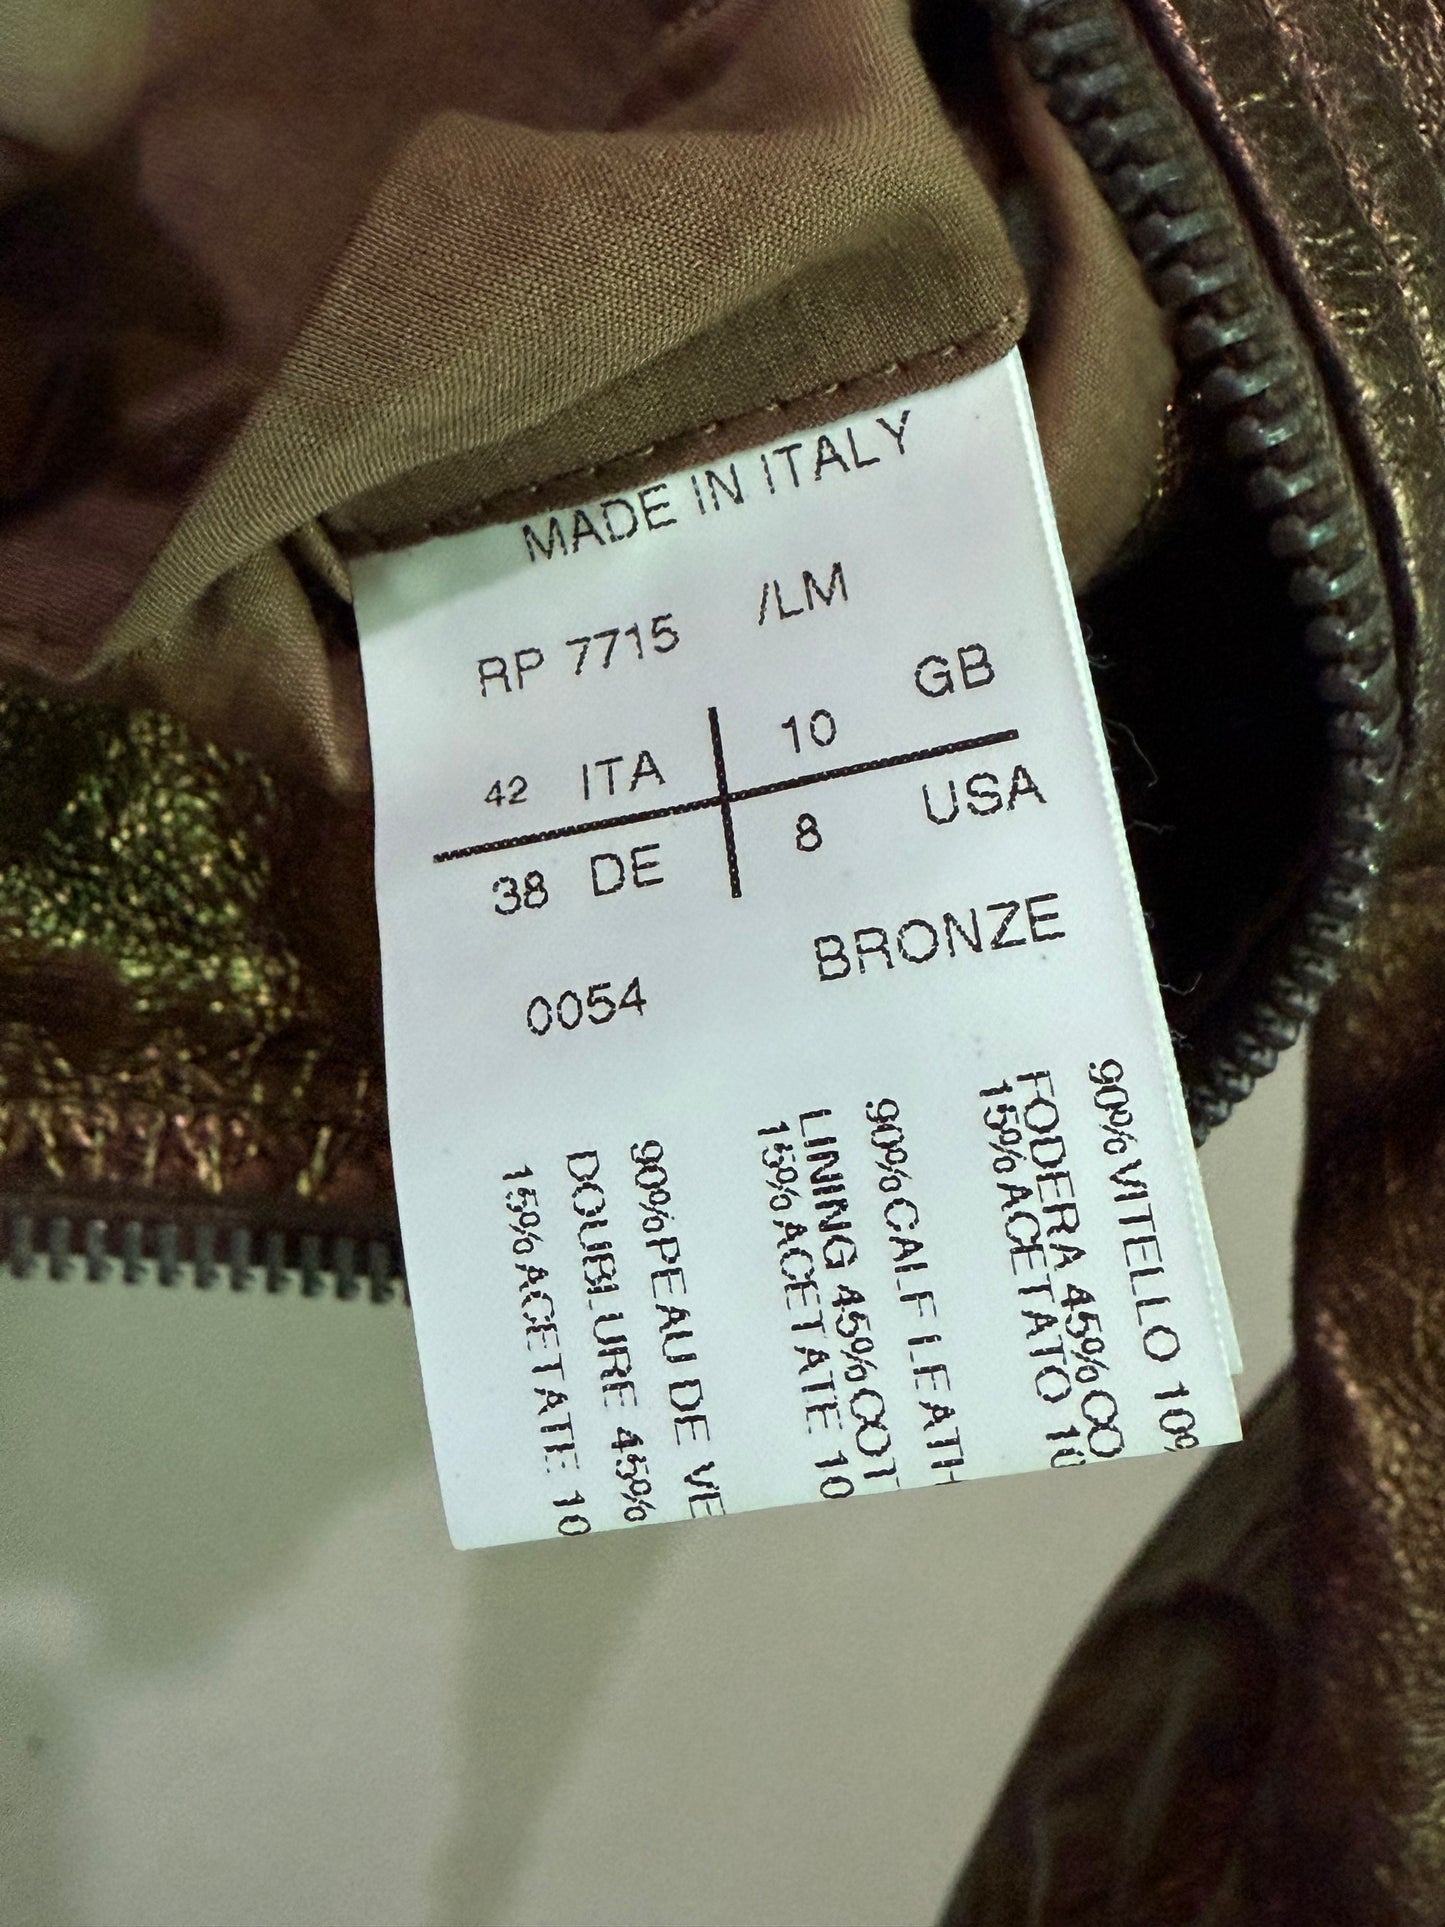 MADE IN ITALY
RP 7715 /LM
42 ITA 10 GB
38 DE 8 USA
BRONZE
0054
90%VITELLO 10%
FODERA 45%CO
15%ACETATO 10
90%CALF LEATH
LINING 45%COT
15%ACETATE 10
90%PEAU DE VE
DOUBLURE 45%
15%ACETATE 10